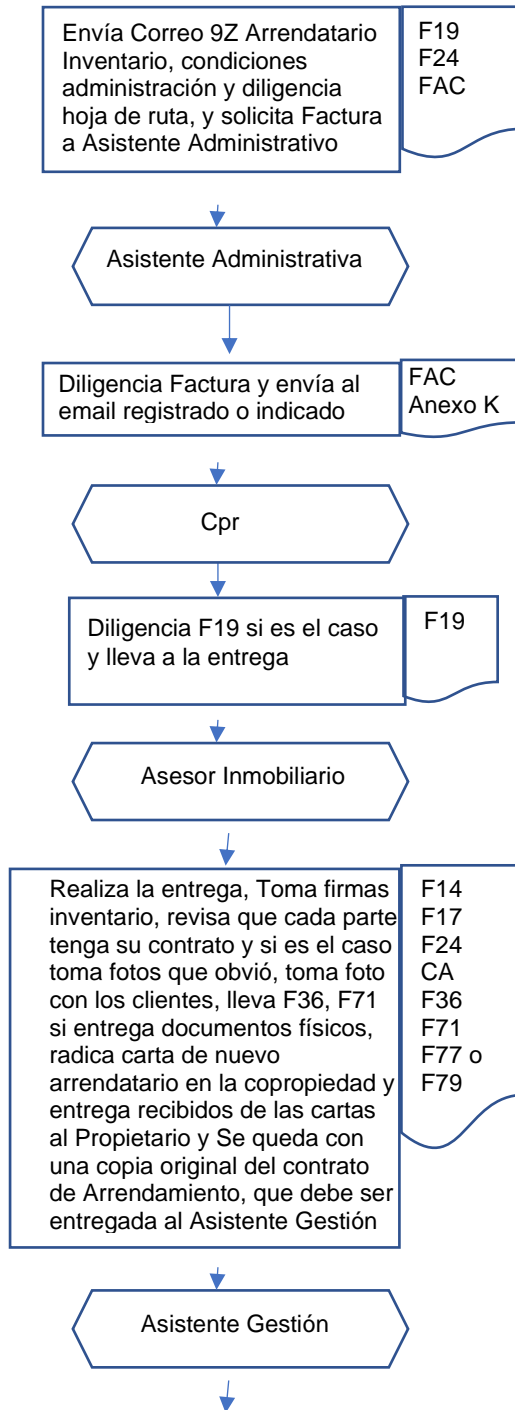 Envía Correo 9Z Arrendatario
Inventario, condiciones
administración y diligencia
hoja de ruta, y solicita Factura
a Asistente Administrativo
F19
F24
FAC
Asistente Administrativa
Diligencia Factura y envía al
email registrado o indicado
FAC
Anexo K
Cpr
Diligencia F19 si es el caso
y lleva a la entrega
F19
Asesor Inmobiliario
Realiza la entrega, Toma firmas
inventario, revisa que cada parte
tenga su contrato y si es el caso
toma fotos que obvió, toma foto
con los clientes, lleva F36, F71
si entrega documentos físicos,
radica carta de nuevo
arrendatario en la copropiedad y
entrega recibidos de las cartas
al Propietario y Se queda con
una copia original del contrato
de Arrendamiento, que debe ser
entregada al Asistente Gestión
F14
F17
F24
CA
F36
F71
F77 o
F79
Asistente Gestión